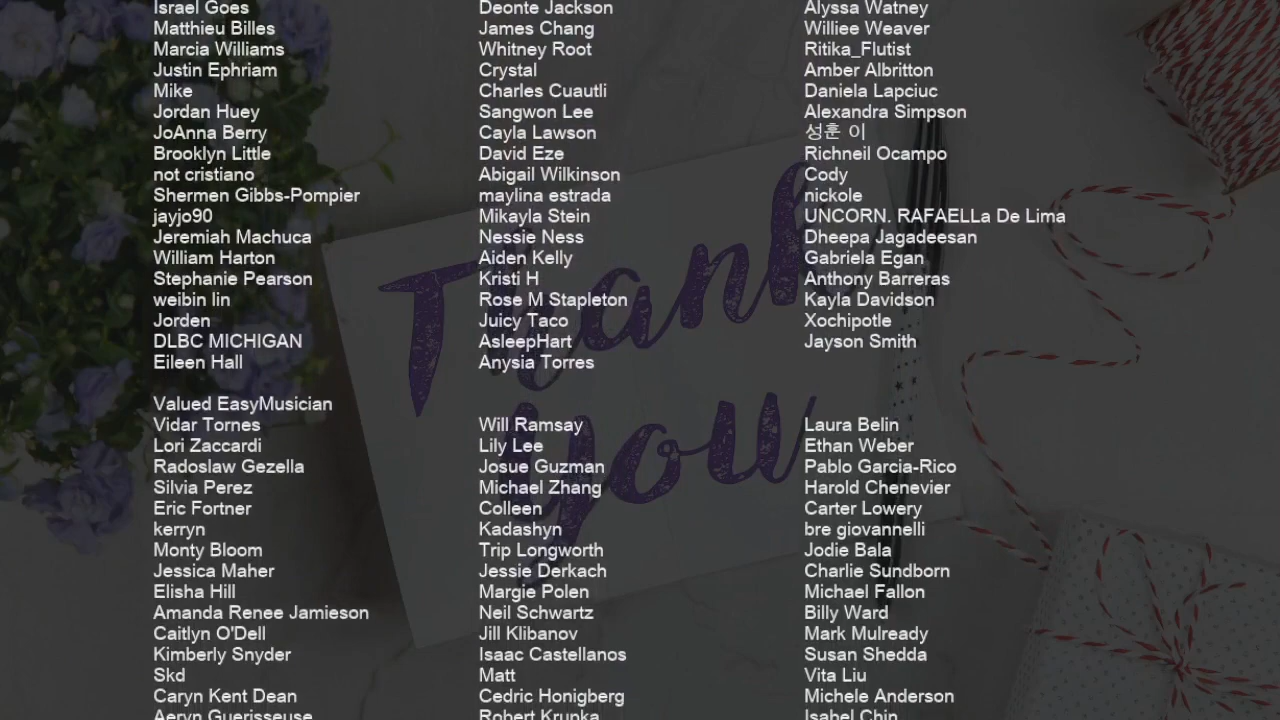 Israel Goes Deonte Jackson Alyssa Watney
Matthieu Billes James Chang Williee Weaver
Marcia Williams Whitney Root Ritika_Flutist
Justin Ephriam Crystal Amber Albritton
Mike Charles Cuautli Daniela Lapciuc
Jordan Huey Sangwon Lee Alexandra Simpson
JoAnna Berry Cayla Lawson 성훈 이
Brooklyn Little David Eze Richneil Ocampo
not cristiano Abigail Wilkinson Cody
Shermen Gibbs-Pompier maylina estrada nickole
jayjo90 Mikayla Stein UNCORN. RAFAELLa De Lima
Jeremiah Machuca Nessie Ness Dheepa Jagadeesan
William Harton Aiden Kelly Gabriela Egan
Stephanie Pearson Kristi H Anthony Barreras
weibin lin Rose M Stapleton Kayla Davidson
Jorden Juicy Taco Xochipotle
DLBC MICHIGAN AsleepHart Jayson Smith
Eileen Hall Anysia Torres
Valued EasyMusician
Vidar Tornes Will Ramsay Laura Belin
Lori Zaccardi Lily Lee Ethan Weber
Radoslaw Gezella Josue Guzman Pablo Garcia-Rico
Silvia Perez Michael Zhang Harold Chenevier
Eric Fortner Colleen Carter Lowery
kerryn Kadashyn bre giovannelli
Monty Bloom Trip Longworth Jodie Bala
Jessica Maher Jessie Derkach Charlie Sundborn
Elisha Hill Margie Polen Michael Fallon
Amanda Renee Jamieson Neil Schwartz Billy Ward
Caitlyn O'Dell Jill Klibanov Mark Mulready
Kimberly Snyder Isaac Castellanos Susan Shedda
Skd Matt Vita Liu
Caryn Kent Dean Cedric Honigberg Michele Anderson
Aeryn Guerisseuse Robert Krupka Isabel Chin
Thank
you